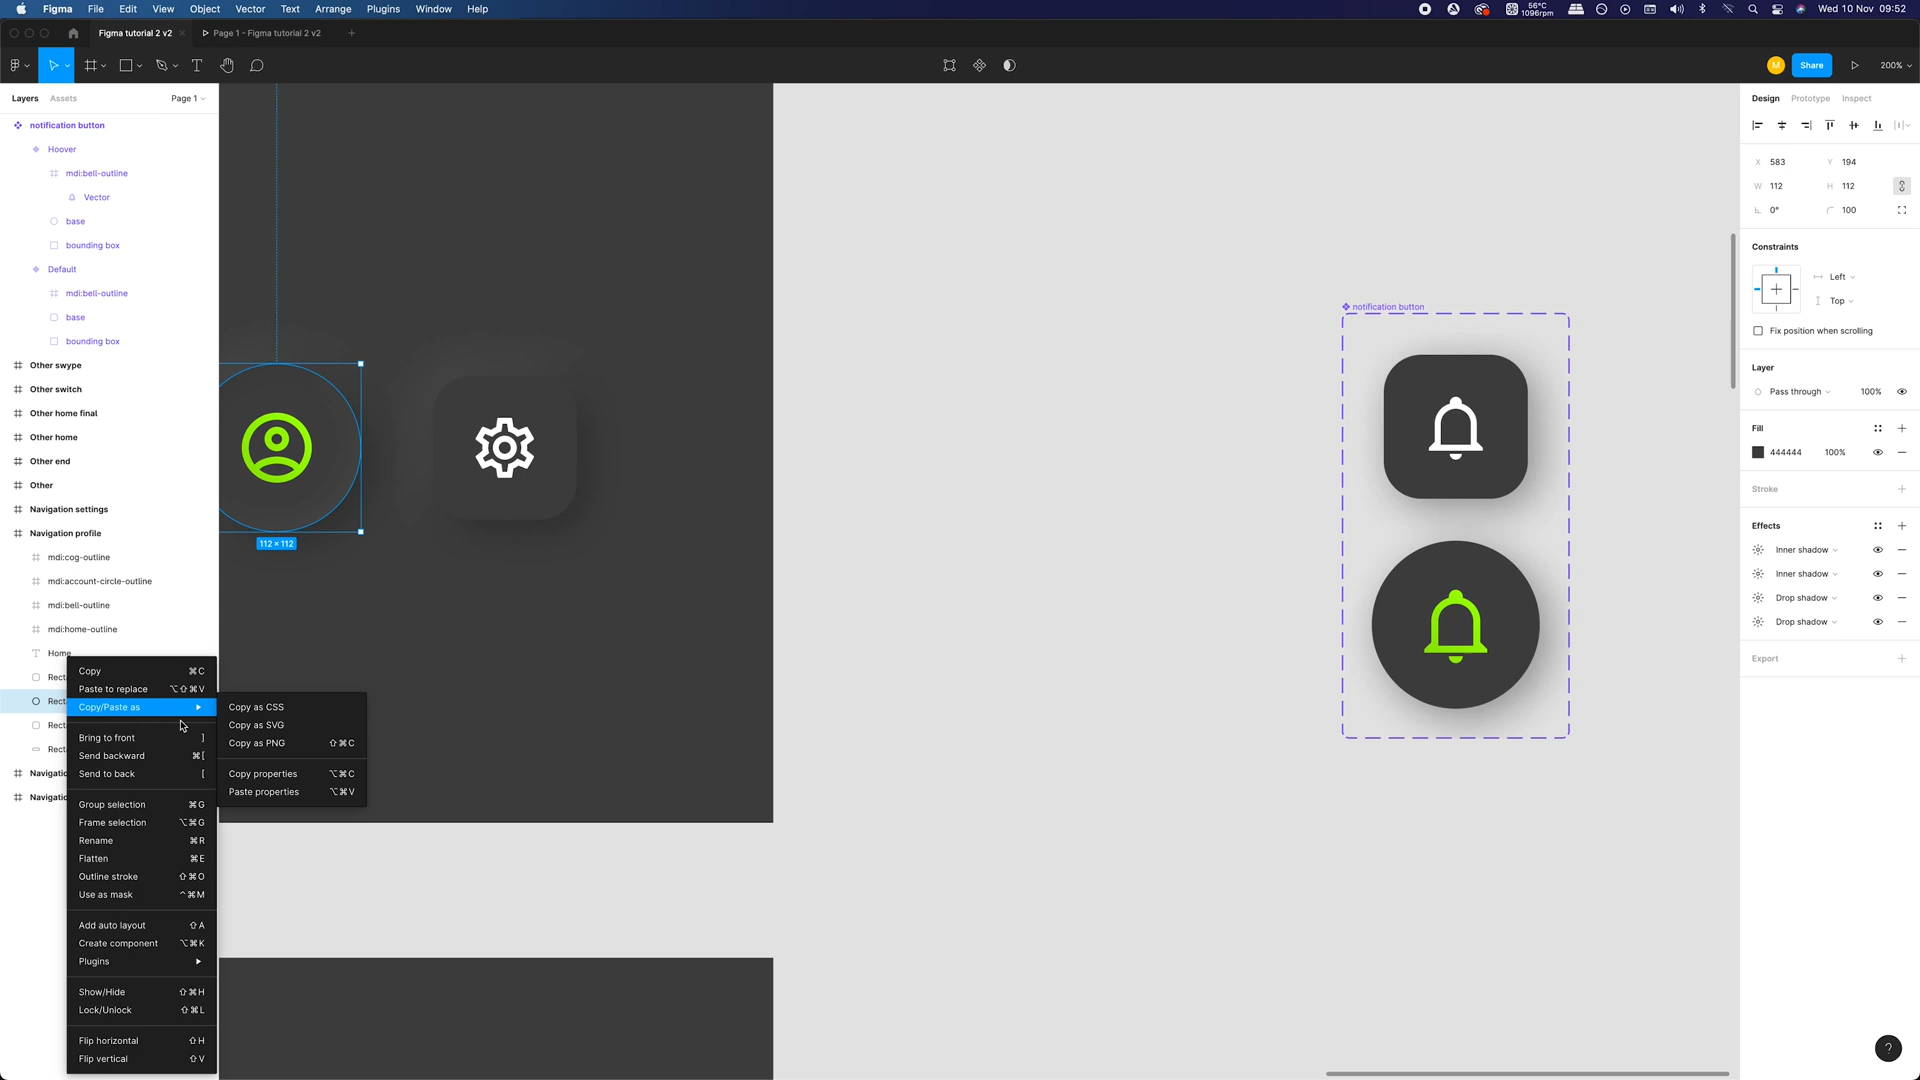 Figma File Edit View Object Vector Text Arrange Plugins Window Help
56°C
1096rpm
Wed 10 Nov 09:52
Figma tutorial 2 v2
Page 1 - Figma tutorial 2 v2
M
Share
200%
Layers Assets Page 1
notification button
Hoover
mdi:bell-outline
Vector
base
bounding box
Default
mdi:bell-outline
base
bounding box
Other swype
Other switch
Other home final
Other home
Other end
Other
Navigation settings
Navigation profile
mdi:cog-outline
mdi:account-circle-outline
mdi:bell-outline
mdi:home-outline
Home
Recta
Recta
Recta
Recta
Navigatio
Navigatio
Copy ⌘C
Paste to replace ⌥⇧⌘V
Copy/Paste as
Bring to front ]
Send backward ⌘[
Send to back [
Group selection ⌘G
Frame selection ⌥⌘G
Rename ⌘R
Flatten ⌘E
Outline stroke ⇧⌘O
Use as mask ^⌘M
Add auto layout ⇧A
Create component ⌥⌘K
Plugins
Show/Hide ⇧⌘H
Lock/Unlock ⇧⌘L
Flip horizontal ⇧H
Flip vertical ⇧V
Copy as CSS
Copy as SVG
Copy as PNG ⇧⌘C
Copy properties ⌥⌘C
Paste properties ⌥⌘V
112 × 112
notification button
Design Prototype Inspect
X 583 Y 194
W 112 H 112
0° 100
Constraints
Left
Top
Fix position when scrolling
Layer
Pass through 100%
Fill
444444 100%
Stroke
Effects
Inner shadow
Inner shadow
Drop shadow
Drop shadow
Export
?